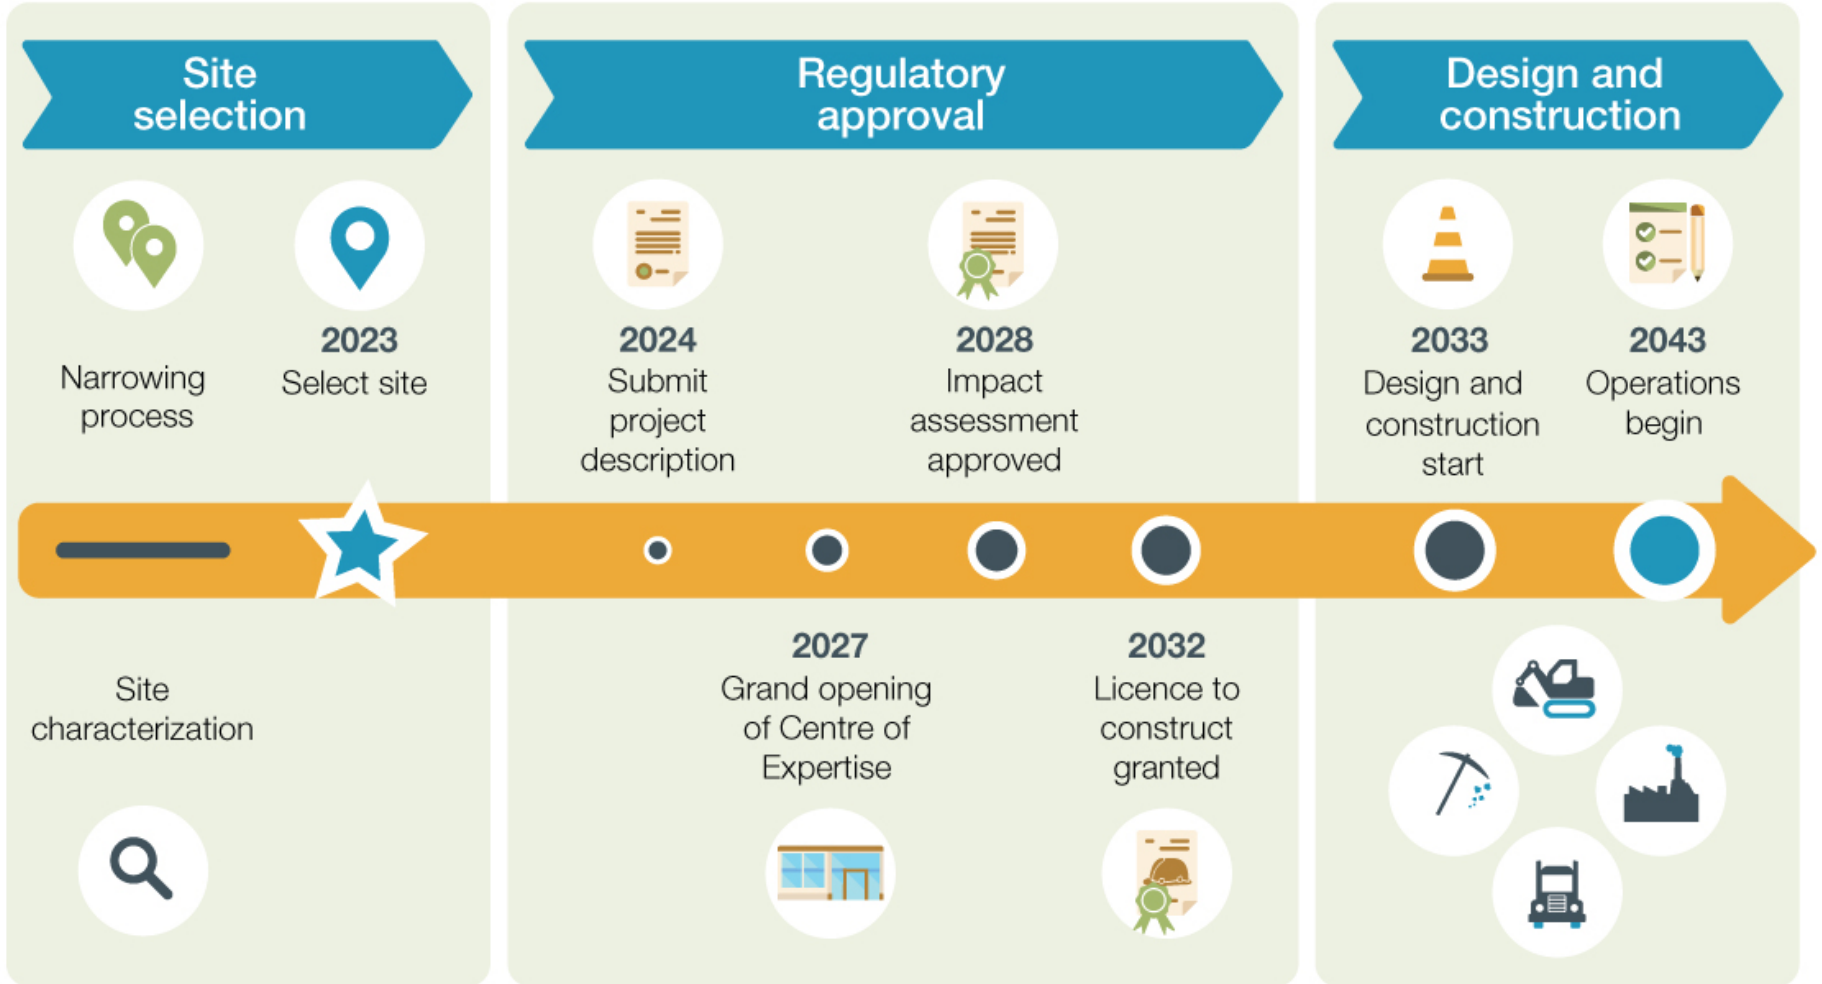 Site
selection
Narrowing
process
2023
Select site
Site
characterization
Regulatory
approval
2024
Submit
project
description
2028
Impact
assessment
approved
2027
Grand opening
of Centre of
Expertise
2032
Licence to
construct
granted
Design and
construction
2033
Design and
construction
start
2043
Operations
begin